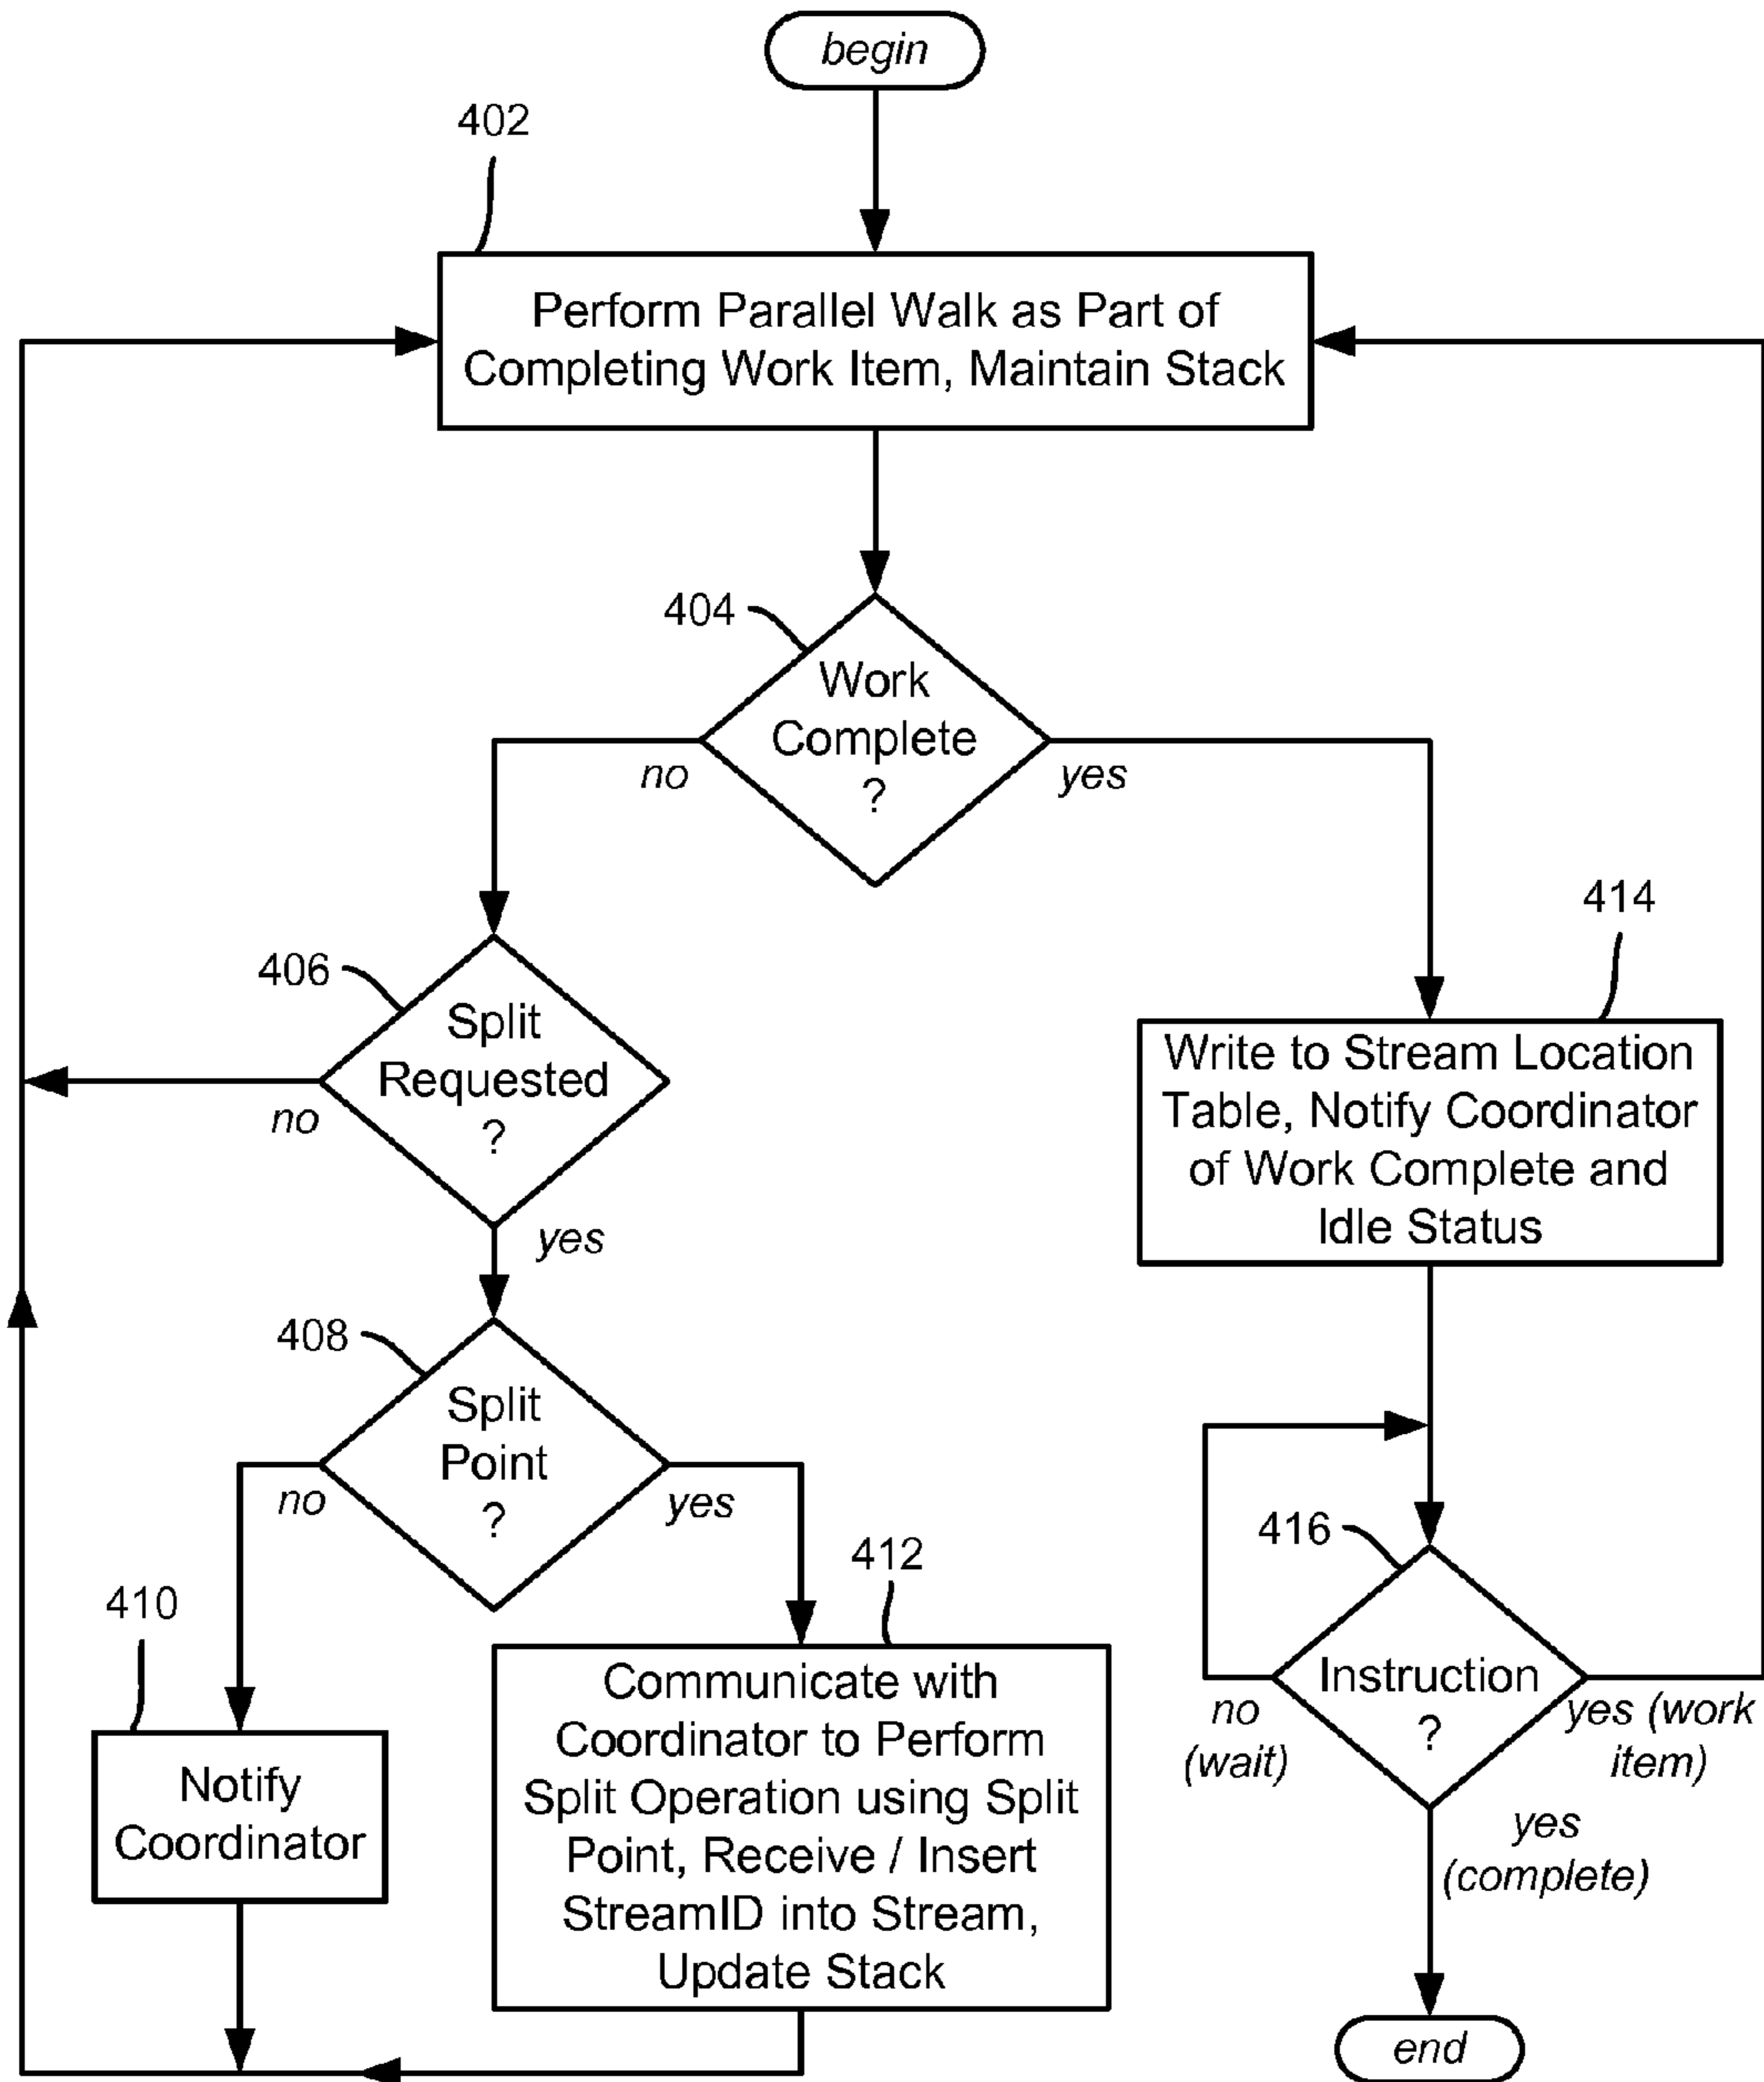 begin
402
Perform Parallel Walk as Part of
Completing Work Item, Maintain Stack
404
Work
Complete
?
no
yes
406
Split
Requested
?
no
yes
414
Write to Stream Location
Table, Notify Coordinator
of Work Complete and
Idle Status
408
Split
Point
?
no
yes
410
Notify
Coordinator
412
Communicate with
Coordinator to Perform
Split Operation using Split
Point, Receive / Insert
StreamID into Stream,
Update Stack
416
Instruction
?
no
(wait)
yes (work
item)
yes
(complete)
end